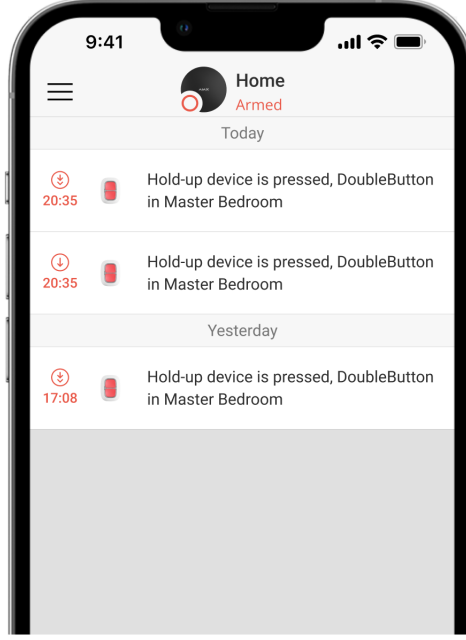 9:41
Home
Armed
Today
Hold-up device is pressed, DoubleButton
in Master Bedroom
20:35
Hold-up device is pressed, DoubleButton
in Master Bedroom
20:35
Yesterday
Hold-up device is pressed, DoubleButton
in Master Bedroom
17:08